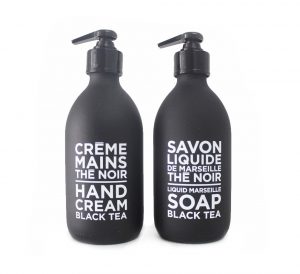 CRÈME
MAINS
THÉ NOIR
HAND
CREAM
BLACK TEA
SAVON
LIQUIDE
DE MARSEILLE
THÉ NOIR
LIQUID MARSEILLE
SOAP
BLACK TEA